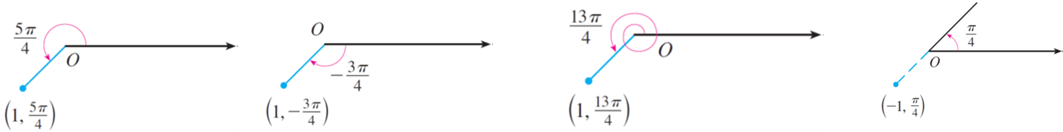 5π/4
O
(1, 5π/4)
O
−3π/4
(1, −3π/4)
13π/4
O
(1, 13π/4)
π/4
O
(−1, π/4)